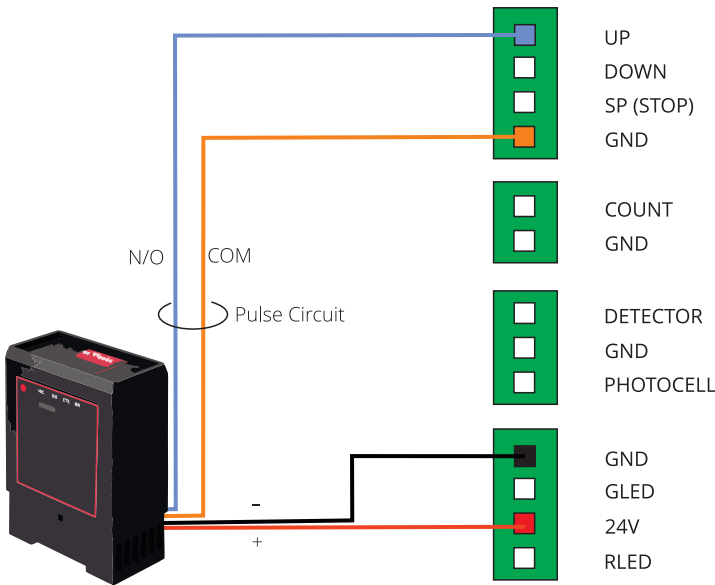 UP
DOWN
SP (STOP)
GND
COUNT
GND
N/O
COM
Pulse Circuit
DETECTOR
GND
PHOTOCELL
GND
GLED
-
24V
+
RLED